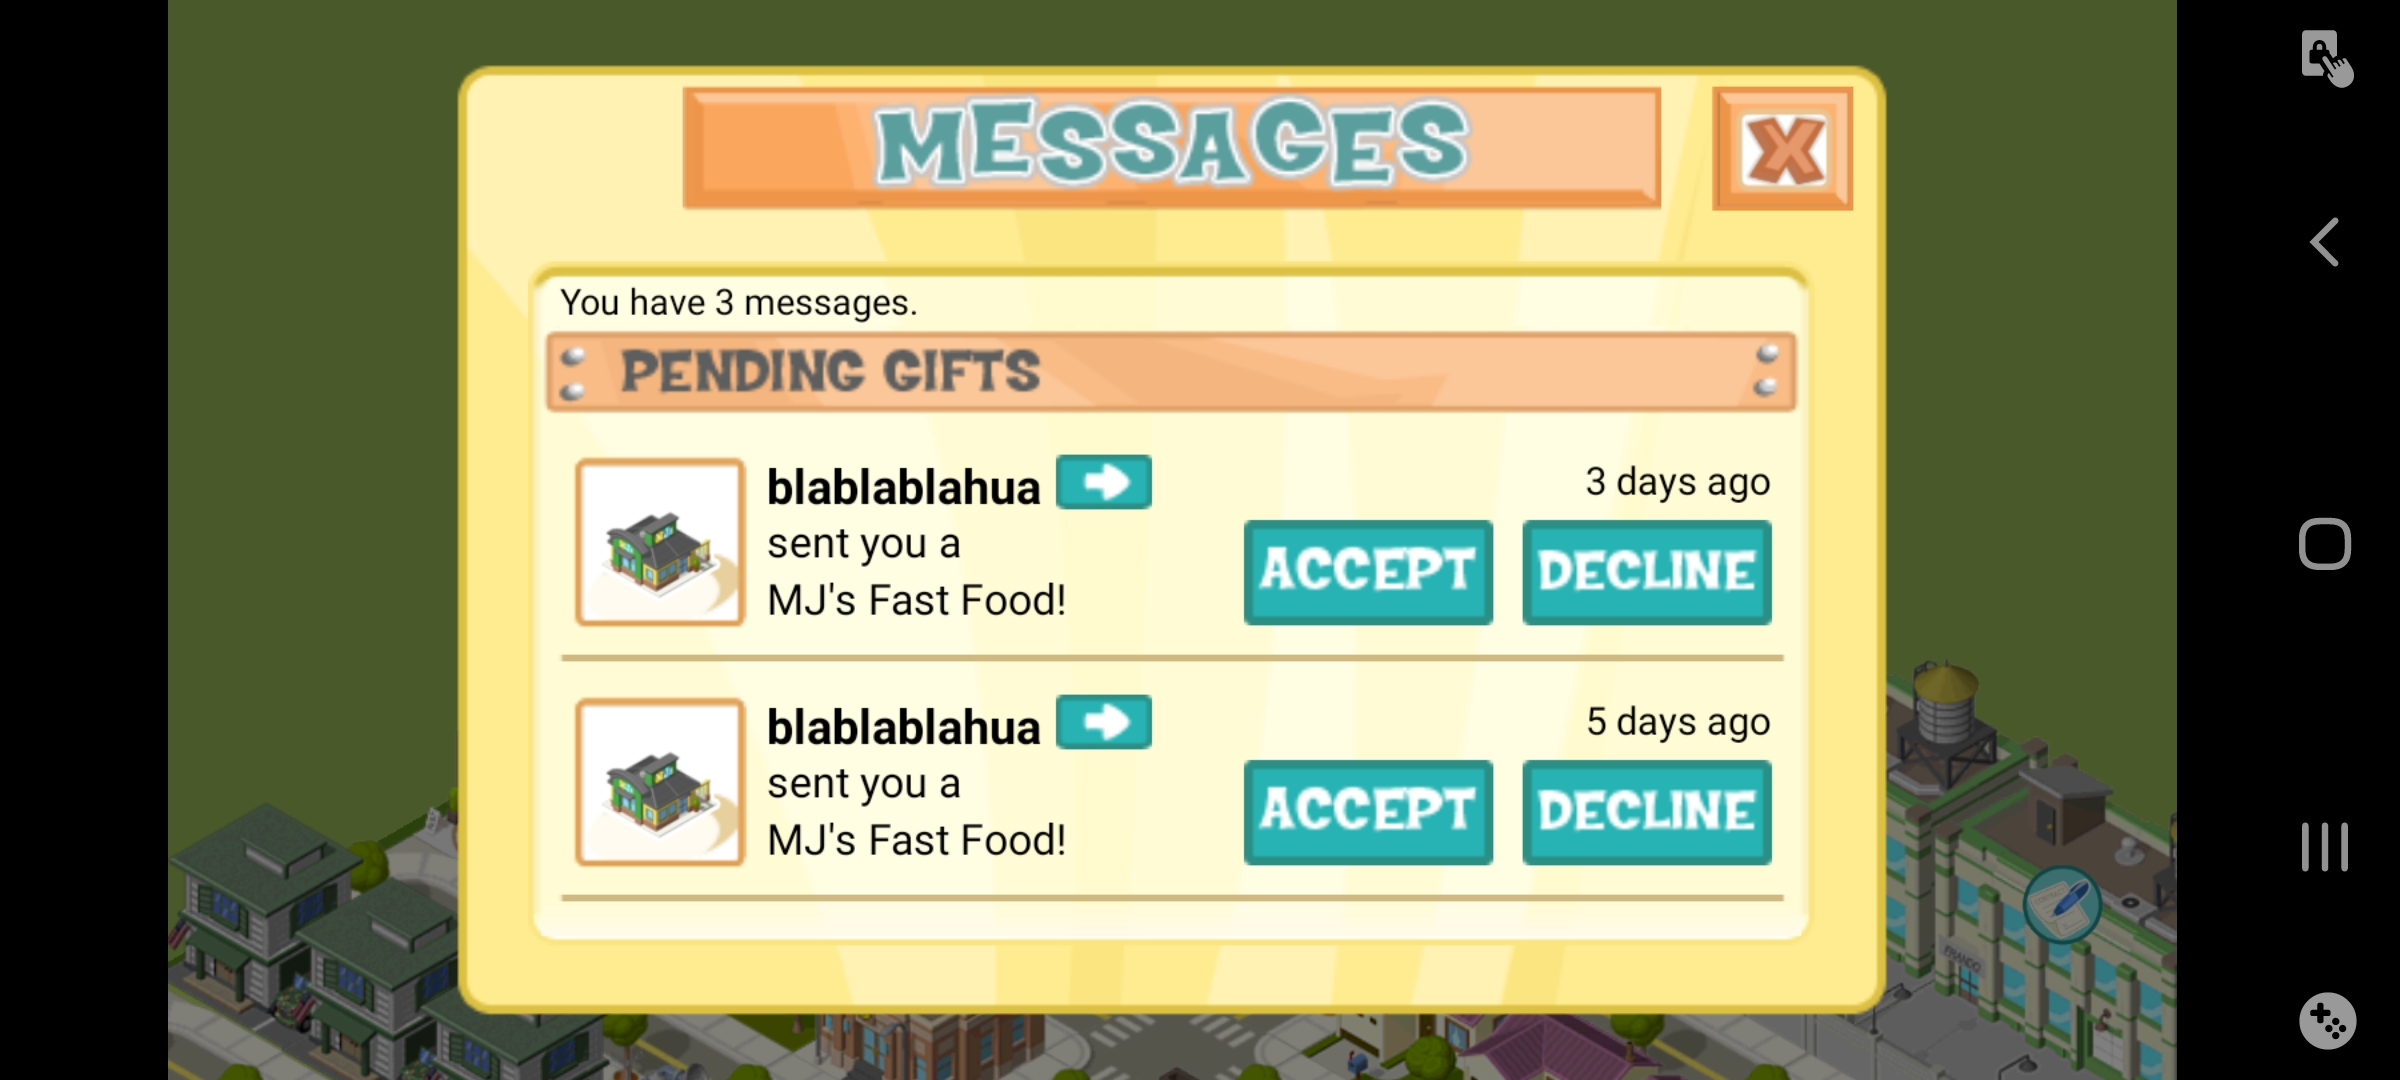 MESSAGES
X
You have 3 messages.
PENDING GIFTS
blablablahua
3 days ago
sent you a
MJ's Fast Food!
ACCEPT
DECLINE
blablablahua
5 days ago
sent you a
MJ's Fast Food!
ACCEPT
DECLINE